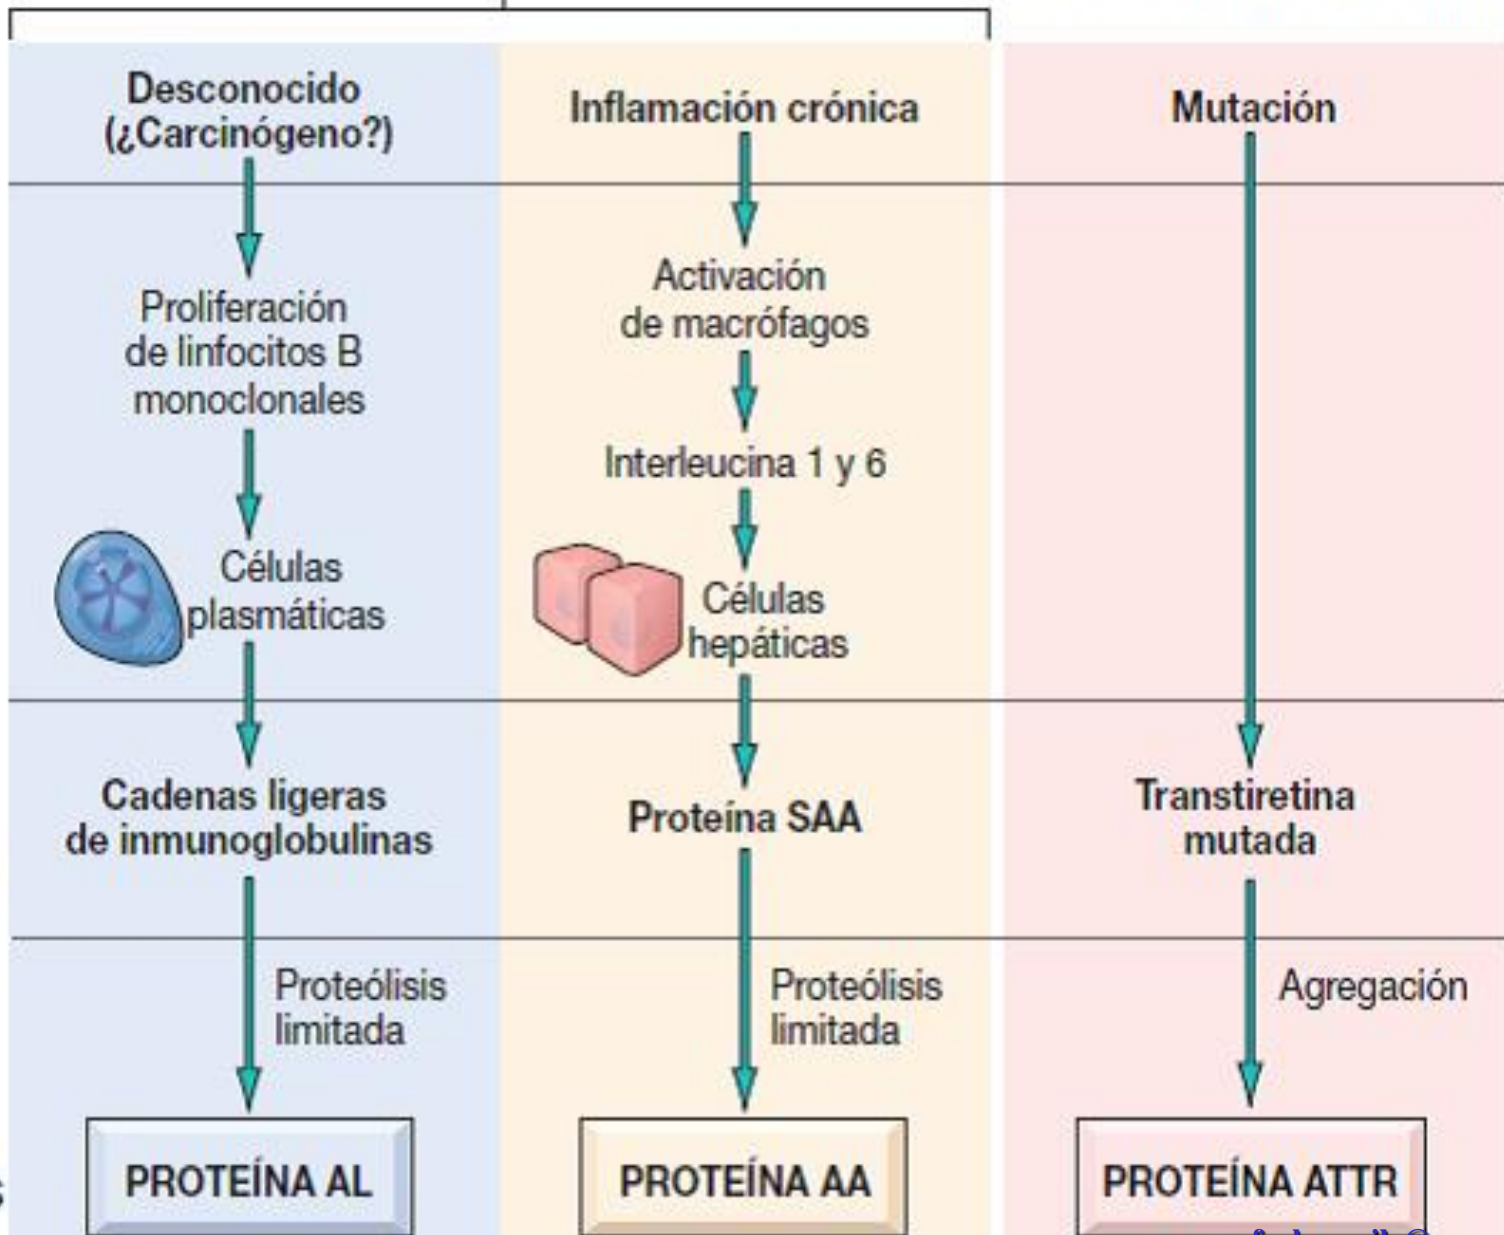 Desconocido
(¿Carcinógeno?)
Proliferación
de linfocitos B
monoclonales
Células
plasmáticas
Cadenas ligeras
de inmunoglobulinas
Proteólisis
limitada
PROTEÍNA AL
Inflamación crónica
Activación
de macrófagos
Interleucina 1 y 6
Células
hepáticas
Proteína SAA
Proteólisis
limitada
PROTEÍNA AA
Mutación
Transtiretina
mutada
Agregación
PROTEÍNA ATTR